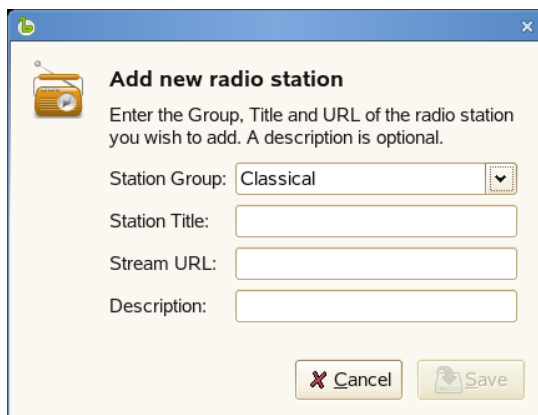 Add new radio station
Enter the Group, Title and URL of the radio station
you wish to add. A description is optional.
Station Group: Classical
Station Title:
Stream URL:
Description:
Cancel Save